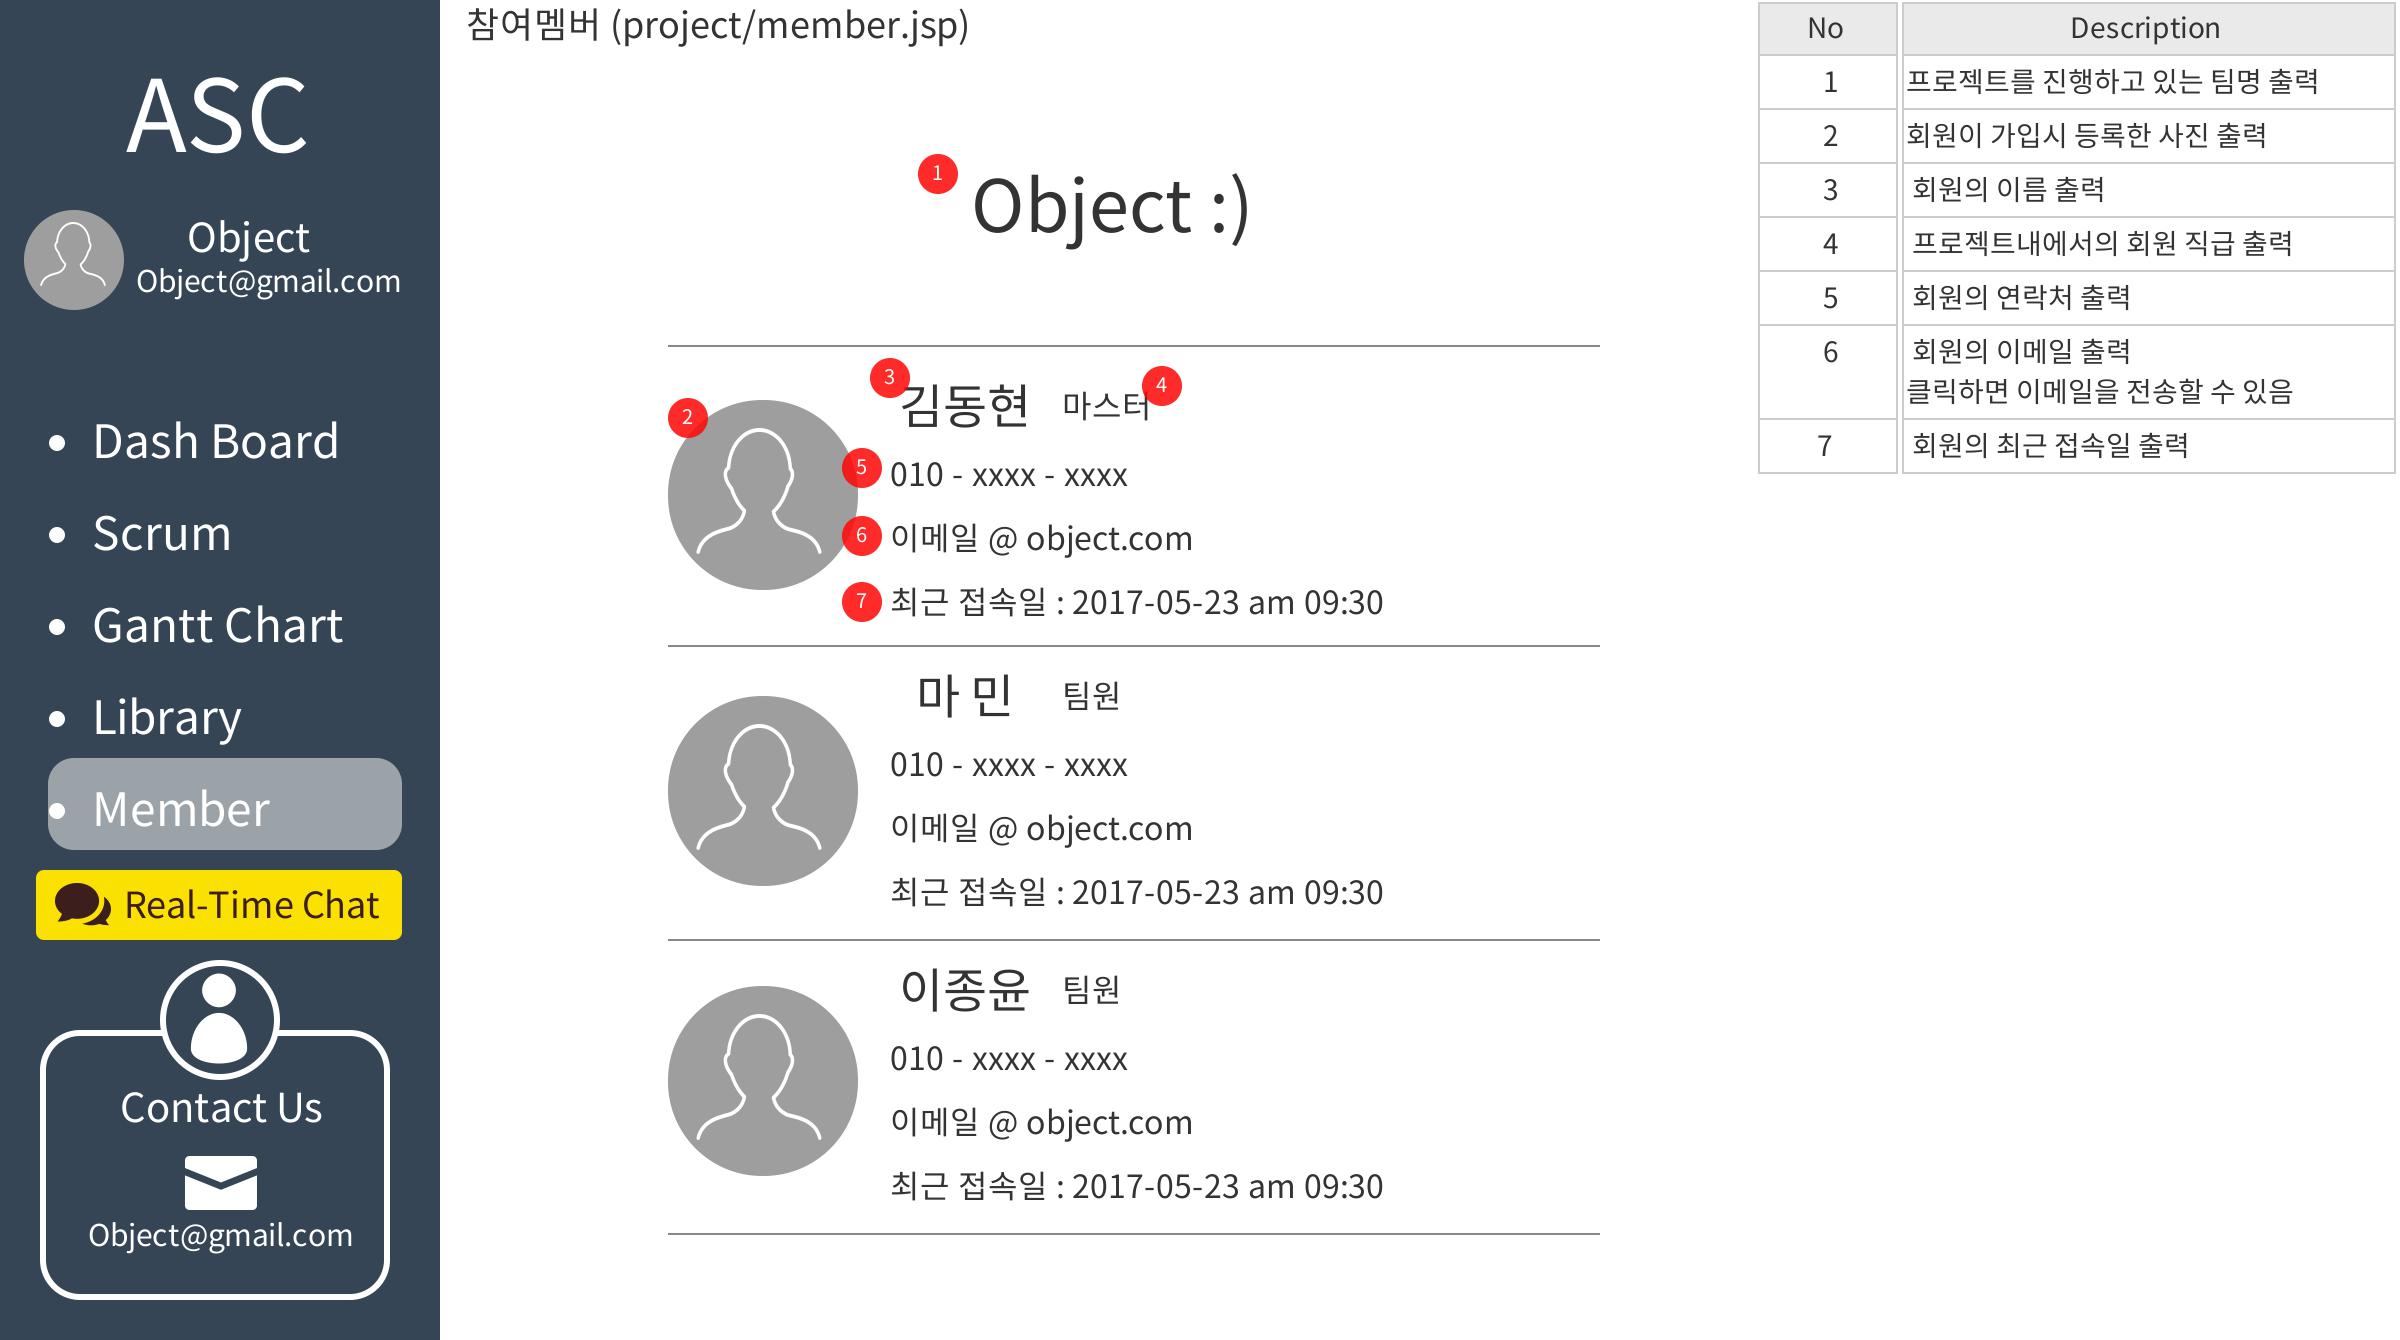 참여멤버 (project/member.jsp)
ASC
Object
Object@gmail.com
Dash Board
Scrum
Gantt Chart
Library
Member
Real-Time Chat
Contact Us
Object@gmail.com
1
Object :)
2
3
김동현 마스터
4
5
010 - xxxx - xxxx
6
이메일 @ object.com
7
최근 접속일 : 2017-05-23 am 09:30
마 민 팀원
010 - xxxx - xxxx
이메일 @ object.com
최근 접속일 : 2017-05-23 am 09:30
이종윤 팀원
010 - xxxx - xxxx
이메일 @ object.com
최근 접속일 : 2017-05-23 am 09:30
No Description
1 프로젝트를 진행하고 있는 팀명 출력
2 회원이 가입시 등록한 사진 출력
3 회원의 이름 출력
4 프로젝트내에서의 회원 직급 출력
5 회원의 연락처 출력
6 회원의 이메일 출력
클릭하면 이메일을 전송할 수 있음
7 회원의 최근 접속일 출력